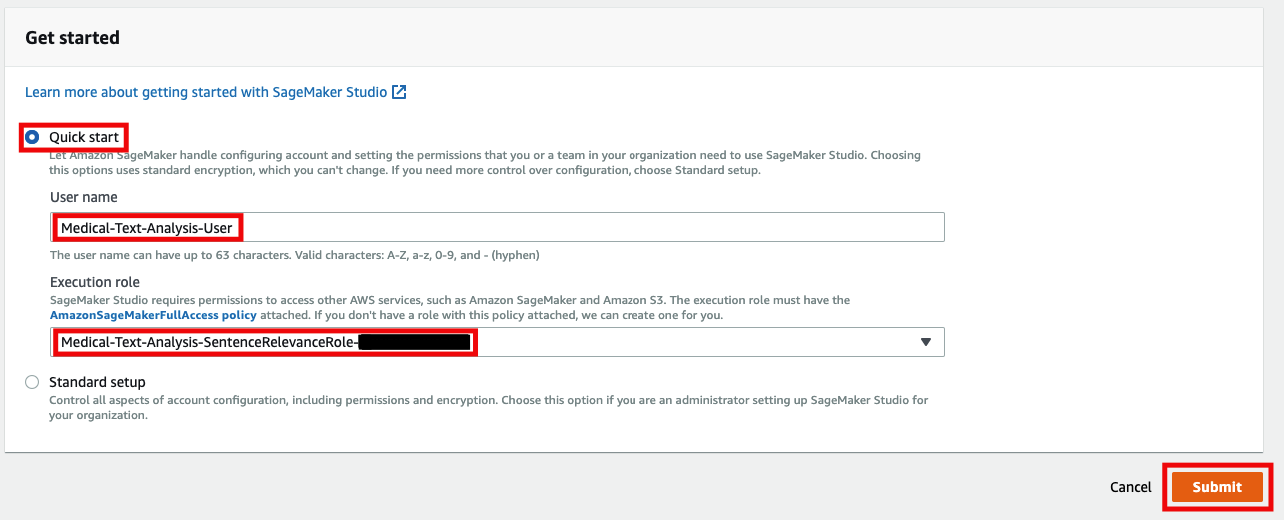 Get started
Learn more about getting started with SageMaker Studio
Quick start
Let Amazon SageMaker handle configuring account and setting the permissions that you or a team in your organization need to use SageMaker Studio. Choosing
this options uses standard encryption, which you can't change. If you need more control over configuration, choose Standard setup.
User name
Medical-Text-Analysis-User
The user name can have up to 63 characters. Valid characters: A-Z, a-z, 0-9, and - (hyphen)
Execution role
SageMaker Studio requires permissions to access other AWS services, such as Amazon SageMaker and Amazon S3. The execution role must have the
AmazonSageMakerFullAccess policy attached. If you don't have a role with this policy attached, we can create one for you.
Medical-Text-Analysis-SentenceRelevanceRole-
Standard setup
Control all aspects of account configuration, including permissions and encryption. Choose this option if you are an administrator setting up SageMaker Studio for
your organization.
Cancel Submit